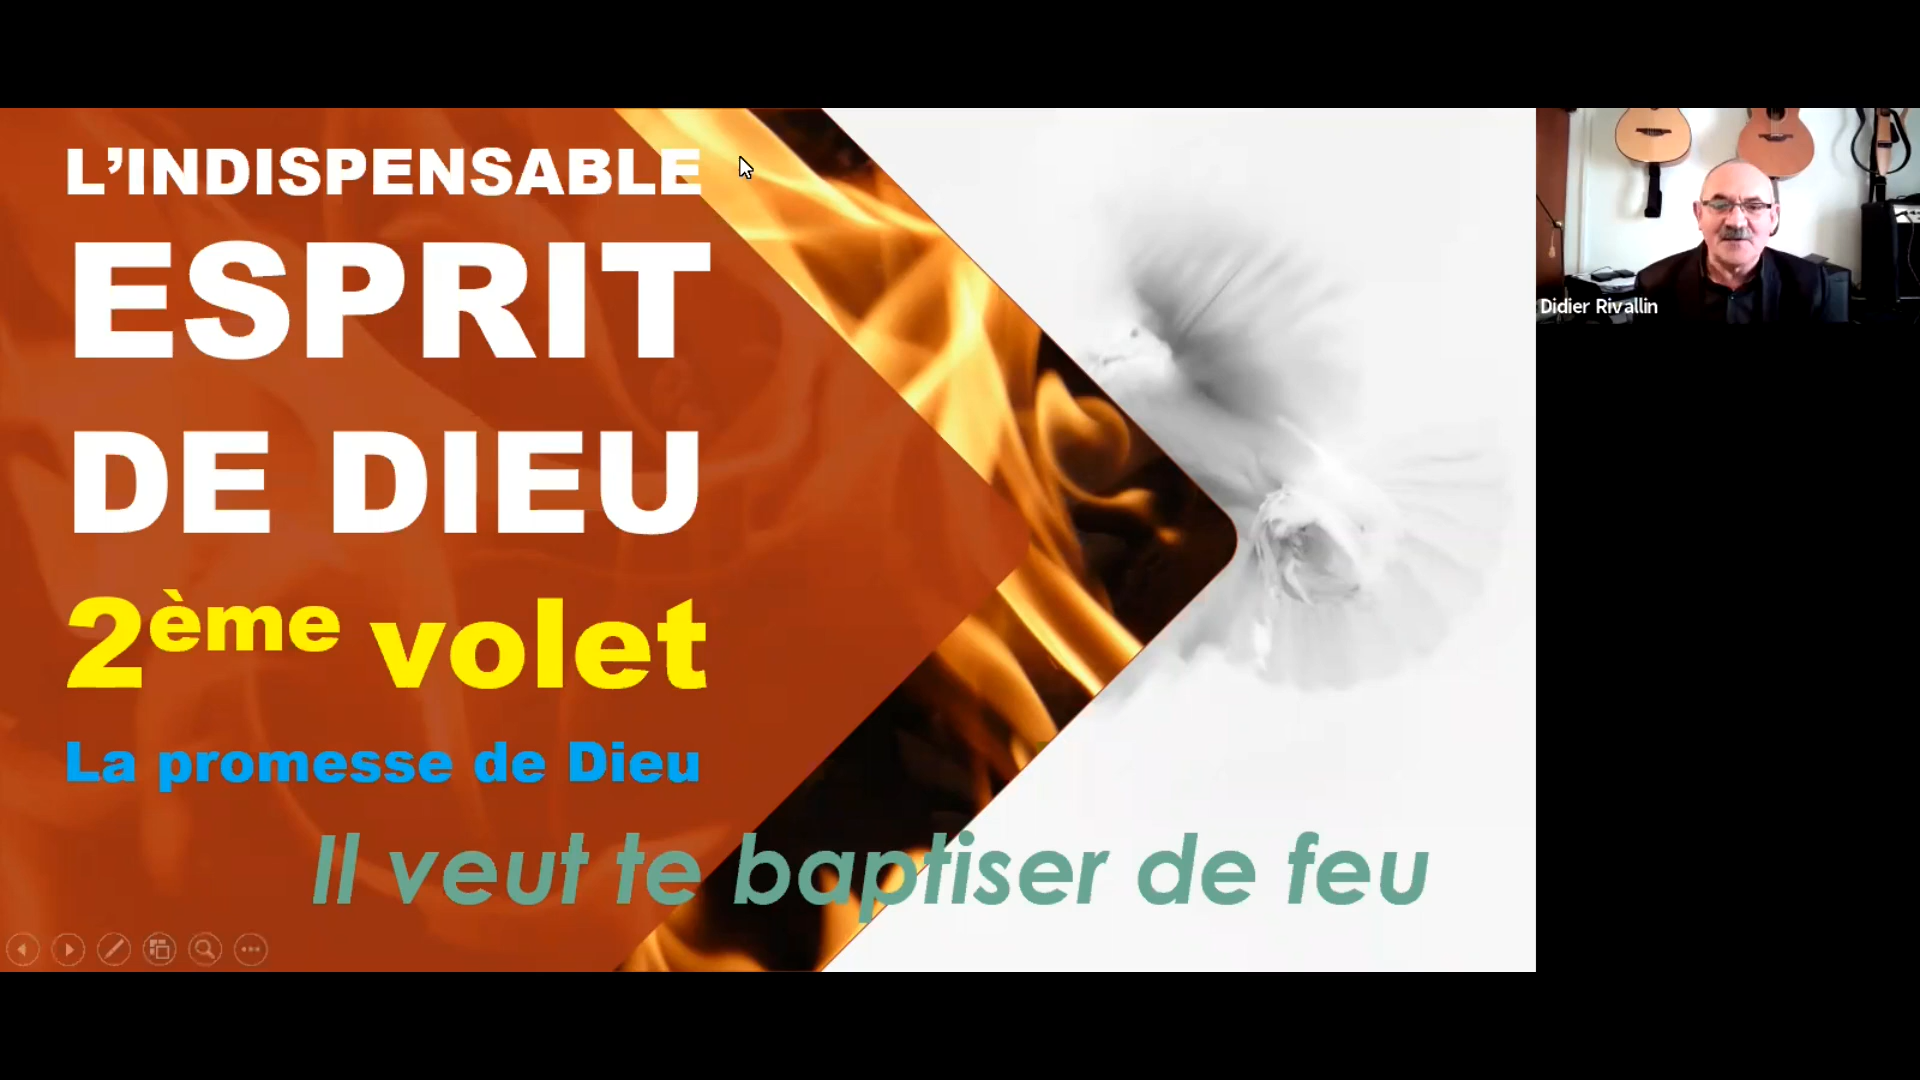 L’INDISPENSABLE
ESPRIT
DE DIEU
2ème volet
La promesse de Dieu
Il veut te baptiser de feu
Didier Rivallin